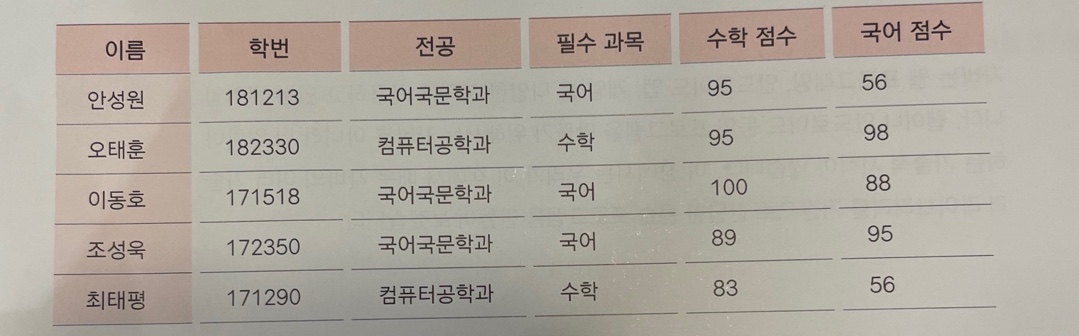 이름 학번 전공 필수 과목 수학 점수 국어 점수
안성원 181213 국어국문학과 국어 95 56
오태훈 182330 컴퓨터공학과 수학 95 98
이동호 171518 국어국문학과 국어 100 88
조성욱 172350 국어국문학과 국어 89 95
최태평 171290 컴퓨터공학과 수학 83 56